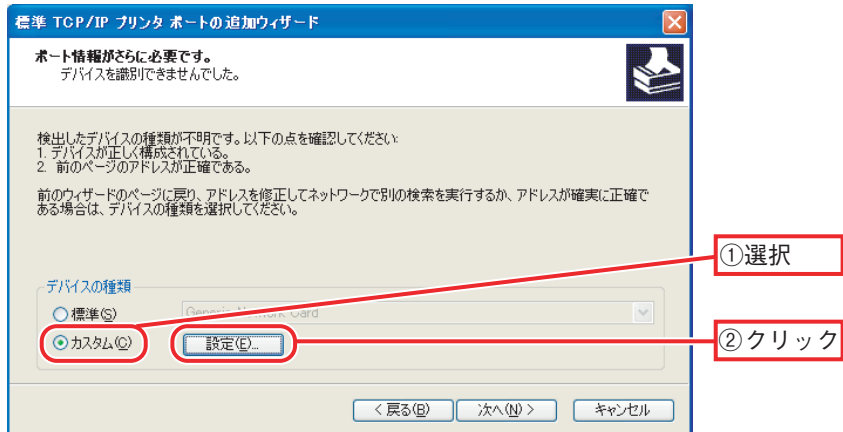 標準 TCP/IP プリンタ ポートの追加ウィザード
ポート情報がさらに必要です。
デバイスを識別できませんでした。
検出したデバイスの種類が不明です。以下の点を確認してください:
1. デバイスが正しく構成されている。
2. 前のページのアドレスが正確である。
前のウィザードのページに戻り、アドレスを修正してネットワークで別の検索を実行するか、アドレスが確実に正確で
ある場合は、デバイスの種類を選択してください。
①選択
デバイスの種類
標準(S)
Generic Network Card
カスタム(C)
設定(E)...
②クリック
< 戻る(B)
次へ(N) >
キャンセル